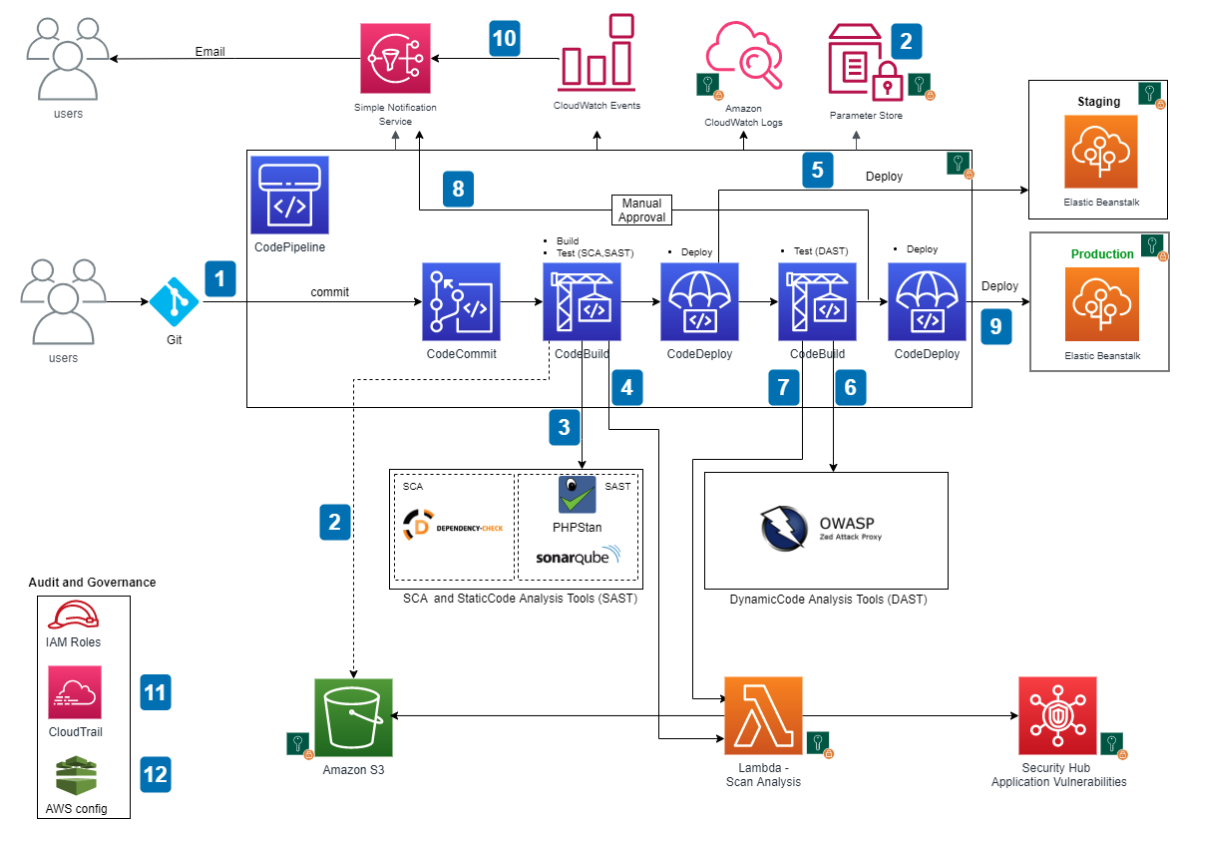 10
2
Email
users
Simple Notification
Service
CloudWatch Events
Amazon
CloudWatch Logs
Parameter Store
Staging
Elastic Beanstalk
5
Deploy
8
Manual
Approval
CodePipeline
Build
Test (SCA,SAST)
Deploy
Test (DAST)
Deploy
Production
Elastic Beanstalk
1
users
Git
commit
CodeCommit
CodeBuild
CodeDeploy
CodeBuild
CodeDeploy
Deploy
9
4
7
6
3
SCA
DEPENDENCY-CHECK
SAST
PHPStan
sonarqube
SCA and StaticCode Analysis Tools (SAST)
OWASP
Zed Attack Proxy
DynamicCode Analysis Tools (DAST)
2
Audit and Governance
IAM Roles
CloudTrail
11
AWS config
12
Amazon S3
Lambda -
Scan Analysis
Security Hub
Application Vulnerabilities